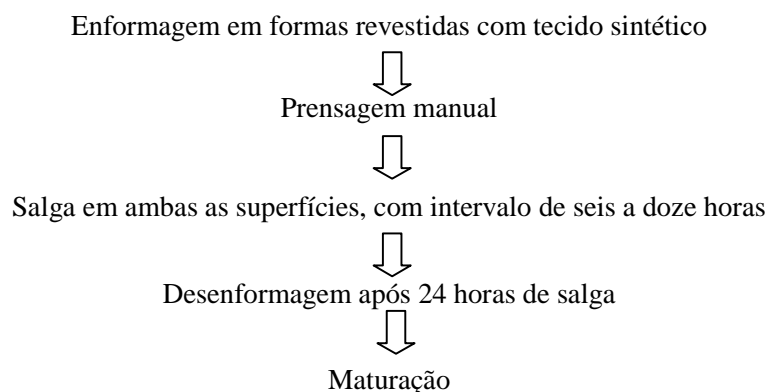 Enformagem em formas revestidas com tecido sintético
Prensagem manual
Salga em ambas as superfícies, com intervalo de seis a doze horas
Desenformagem após 24 horas de salga
Maturação